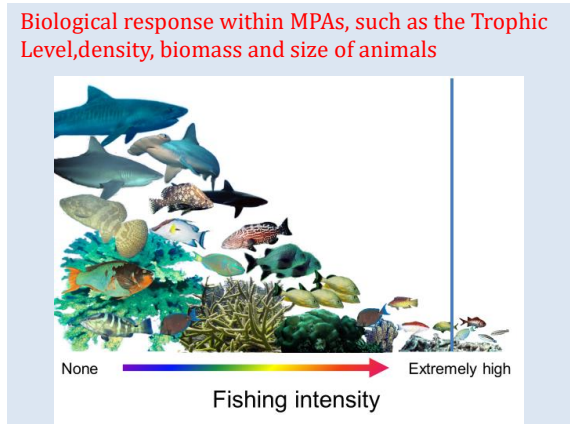 Biological response within MPAs, such as the Trophic
Level,density, biomass and size of animals
None
Extremely high
Fishing intensity